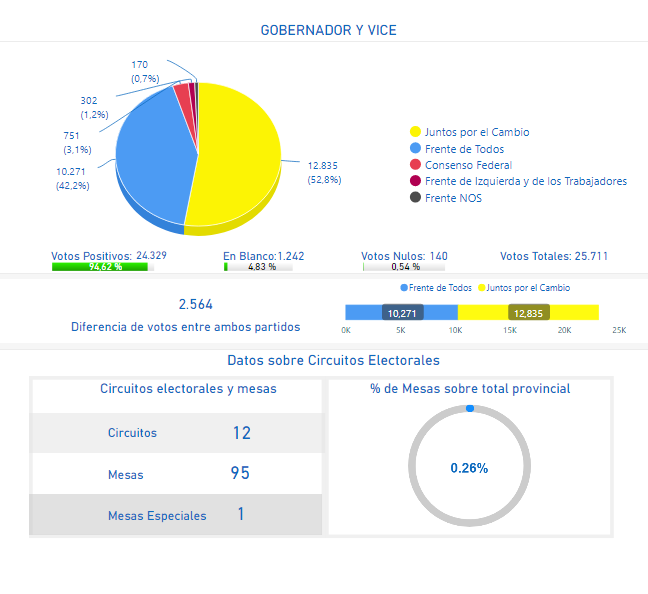 GOBERNADOR Y VICE
170
(0,7%)
302
(1,2%)
751
(3,1%)
10,271
(42,2%)
12,835
(52,8%)
Juntos por el Cambio
Frente de Todos
Consenso Federal
Frente de Izquierda y de los Trabajadores
Frente NOS
Votos Positivos: 24,329
94,62 %
En Blanco:1.242
4,83 %
Votos Nulos: 140
0,54 %
Votos Totales: 25.711
2.564
Diferencia de votos entre ambos partidos
Frente de Todos Juntos por el Cambio
10,271 12,835
0K 5K 10K 15K 20K 25K
Datos sobre Circuitos Electorales
Circuitos electorales y mesas
Circuitos 12
Mesas 95
Mesas Especiales 1
% de Mesas sobre total provincial
0.26%